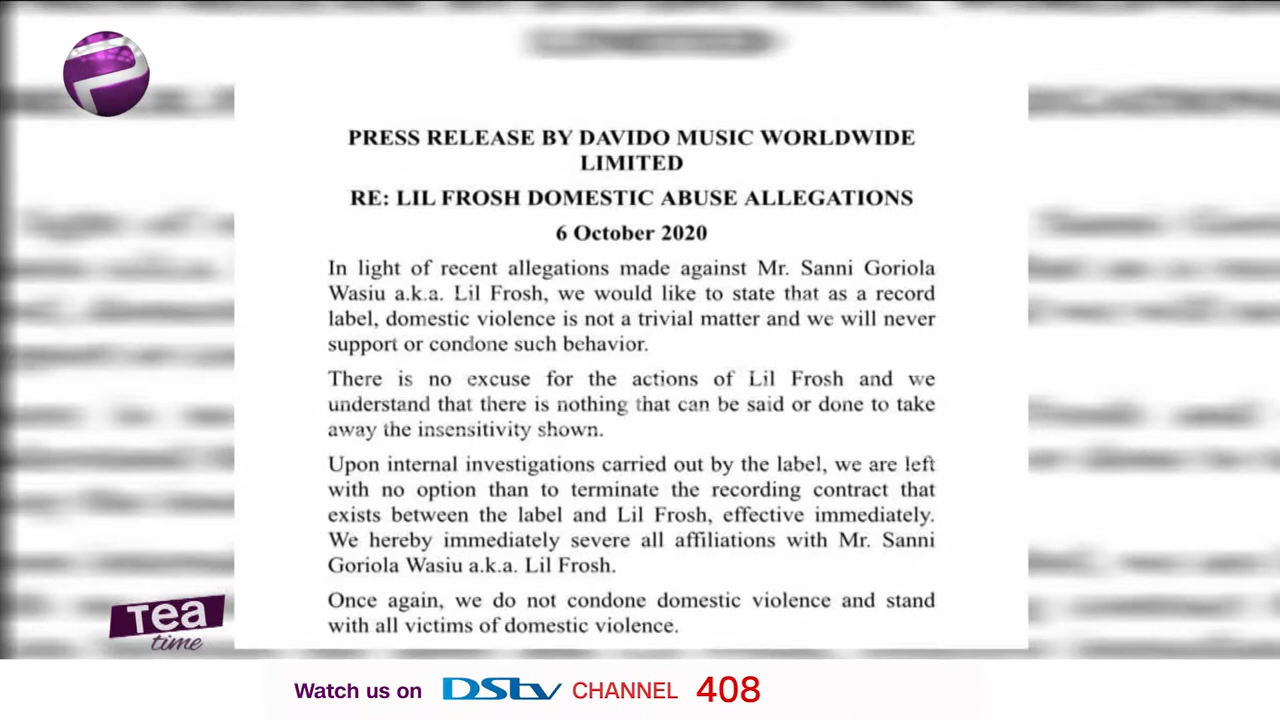 PRESS RELEASE BY DAVIDO MUSIC WORLDWIDE
LIMITED
RE: LIL FROSH DOMESTIC ABUSE ALLEGATIONS
6 October 2020
In light of recent allegations made against Mr. Sanni Goriola
Wasiu a.k.a. Lil Frosh, we would like to state that as a record
label, domestic violence is not a trivial matter and we will never
support or condone such behavior.
There is no excuse for the actions of Lil Frosh and we
understand that there is nothing that can be said or done to take
away the insensitivity shown.
Upon internal investigations carried out by the label, we are left
with no option than to terminate the recording contract that
exists between the label and Lil Frosh, effective immediately.
We hereby immediately severe all affiliations with Mr. Sanni
Goriola Wasiu a.k.a. Lil Frosh.
Once again, we do not condone domestic violence and stand
with all victims of domestic violence.
Tea
time
Watch us on DStv CHANNEL 408